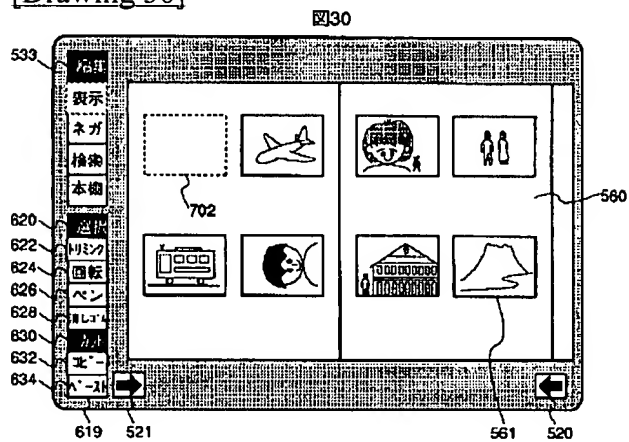 [Drawing 30]
図30
533
編集
表示
ネガ
検索
本棚
620
選択
622
トリミング
624
回転
626
ペン
628
消しゴム
630
カット
632
コピー
634
ペースト
619
521
702
560
561
520